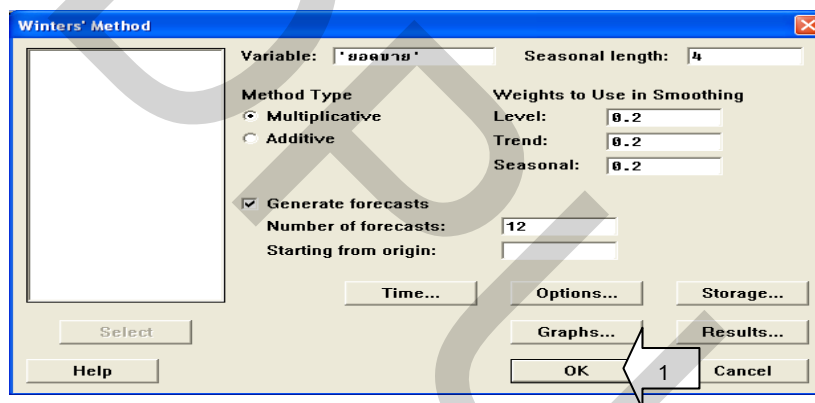 Winters' Method
Variable: 'ยอดขาย' Seasonal length: 4
Method Type Weights to Use in Smoothing
Multiplicative Level: 0.2
Additive Trend: 0.2
Seasonal: 0.2
Generate forecasts
Number of forecasts: 12
Starting from origin:
Time... Options... Storage...
Select Graphs... Results...
Help OK 1 Cancel